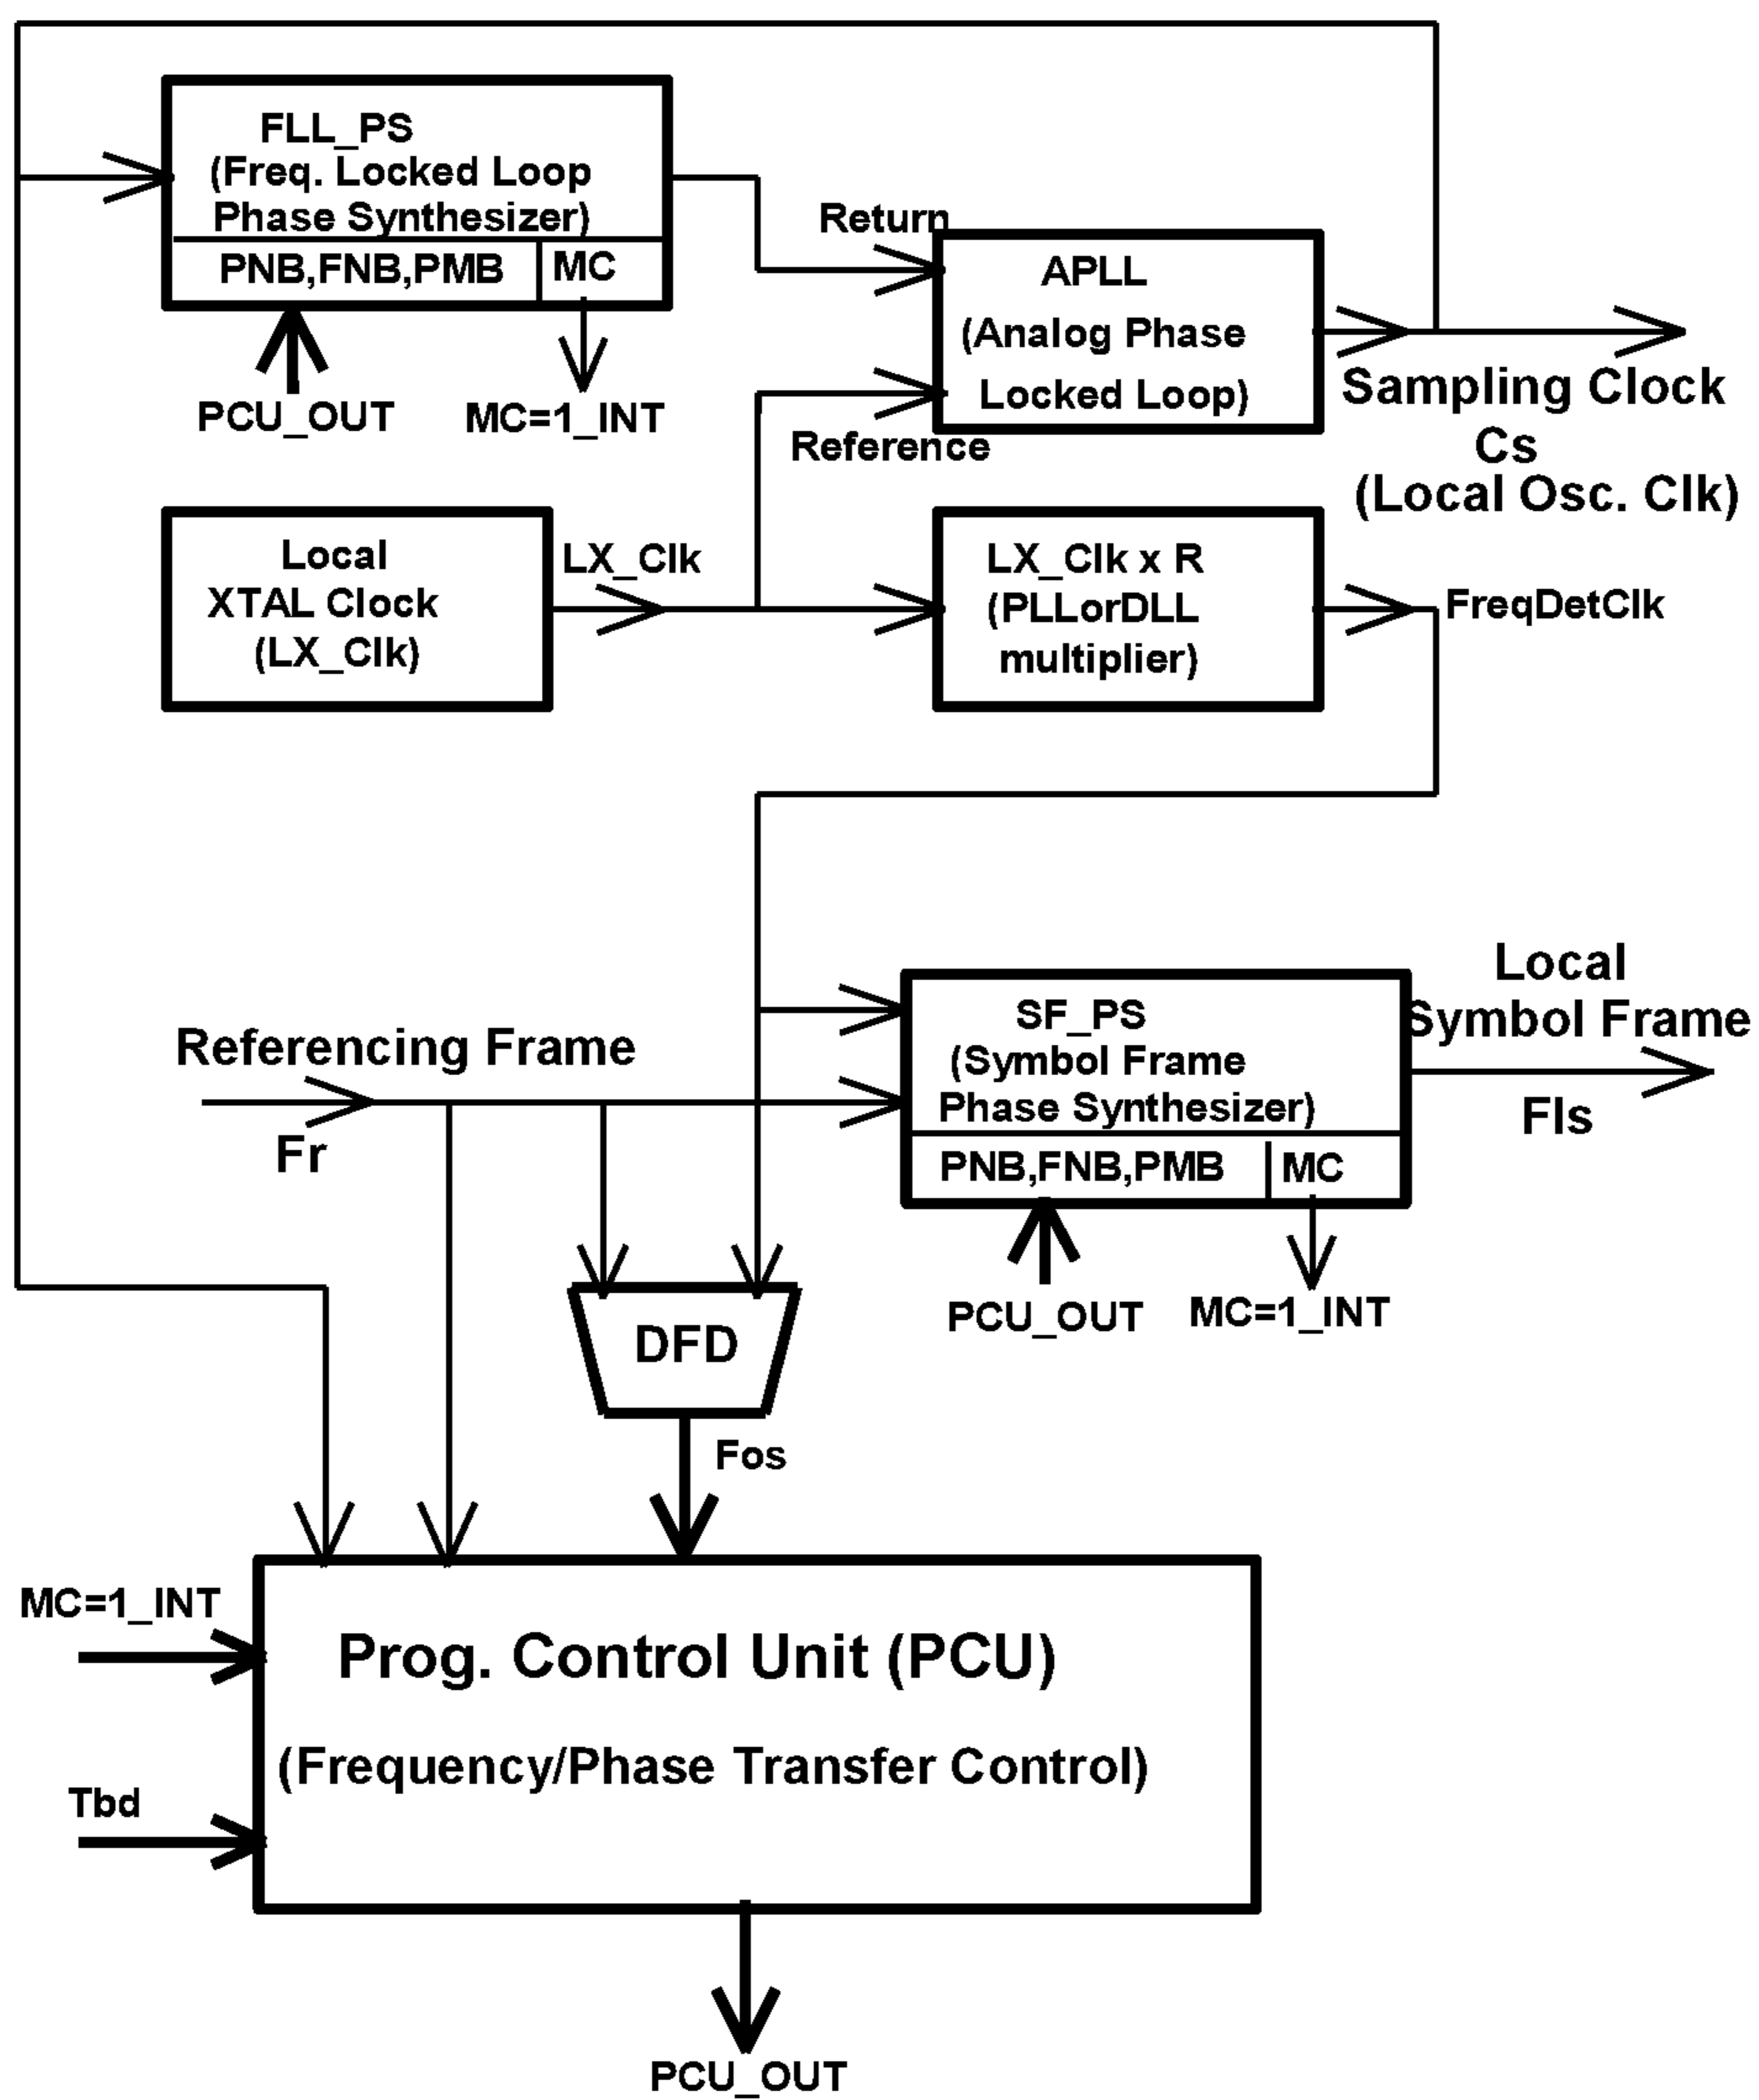 FLL_PS
(Freq. Locked Loop
Phase Synthesizer)
PNB,FNB,PMB
MC
PCU_OUT
MC=1_INT
Return
APLL
(Analog Phase
Locked Loop)
Reference
Sampling Clock
Cs
(Local Osc. Clk)
Local
XTAL Clock
(LX_Clk)
LX_Clk
LX_Clk x R
(PLLorDLL
multiplier)
FreqDetClk
Referencing Frame
Fr
SF_PS
(Symbol Frame
Phase Synthesizer)
PNB,FNB,PMB
MC
PCU_OUT
MC=1_INT
Local
Symbol Frame
Fls
DFD
Fos
MC=1_INT
Tbd
Prog. Control Unit (PCU)
(Frequency/Phase Transfer Control)
PCU_OUT